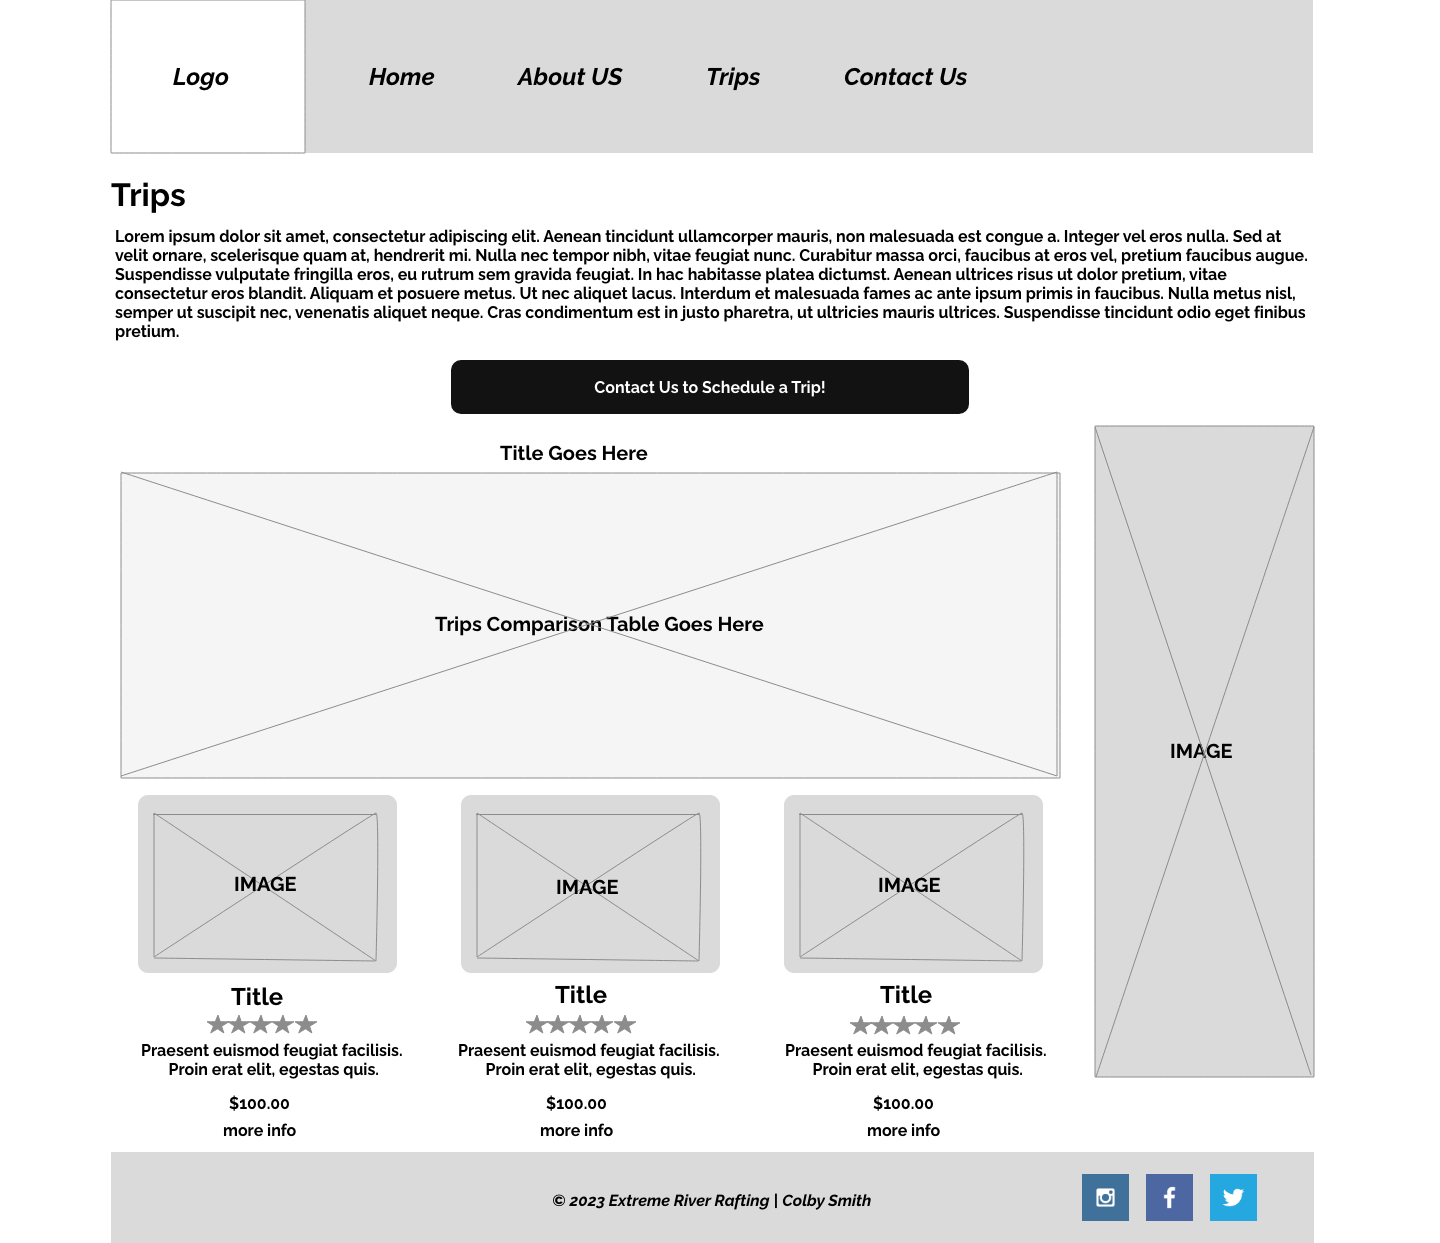 Logo
Home About US Trips Contact Us
Trips
Lorem ipsum dolor sit amet, consectetur adipiscing elit. Aenean tincidunt ullamcorper mauris, non malesuada est congue a. Integer vel eros nulla. Sed at
velit ornare, scelerisque quam at, hendrerit mi. Nulla nec tempor nibh, vitae feugiat nunc. Curabitur massa orci, faucibus at eros vel, pretium faucibus augue.
Suspendisse vulputate fringilla eros, eu rutrum sem gravida feugiat. In hac habitasse platea dictumst. Aenean ultrices risus ut dolor pretium, vitae
consectetur eros blandit. Aliquam et posuere metus. Ut nec aliquet lacus. Interdum et malesuada fames ac ante ipsum primis in faucibus. Nulla metus nisl,
semper ut suscipit nec, venenatis aliquet neque. Cras condimentum est in justo pharetra, ut ultricies mauris ultrices. Suspendisse tincidunt odio eget finibus
pretium.
Contact Us to Schedule a Trip!
Title Goes Here
Trips Comparison Table Goes Here
IMAGE
IMAGE
Title
Praesent euismod feugiat facilisis.
Proin erat elit, egestas quis.
$100.00
more info
IMAGE
Title
Praesent euismod feugiat facilisis.
Proin erat elit, egestas quis.
$100.00
more info
IMAGE
Title
Praesent euismod feugiat facilisis.
Proin erat elit, egestas quis.
$100.00
more info
© 2023 Extreme River Rafting | Colby Smith